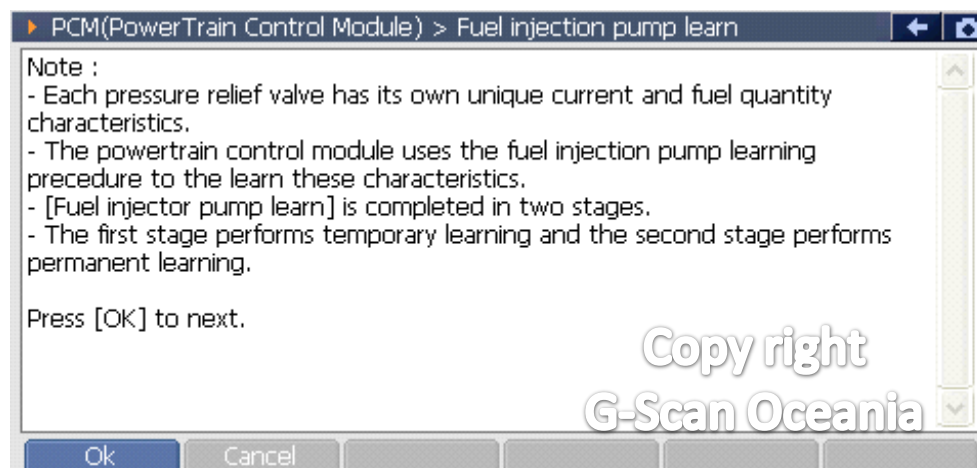 PCM(PowerTrain Control Module) > Fuel injection pump learn
Note :
- Each pressure relief valve has its own unique current and fuel quantity
characteristics.
- The powertrain control module uses the fuel injection pump learning
precedure to the learn these characteristics.
- [Fuel injector pump learn] is completed in two stages.
- The first stage performs temporary learning and the second stage performs
permanent learning.
Press [OK] to next.
Copy right
G-Scan Oceania
Ok Cancel